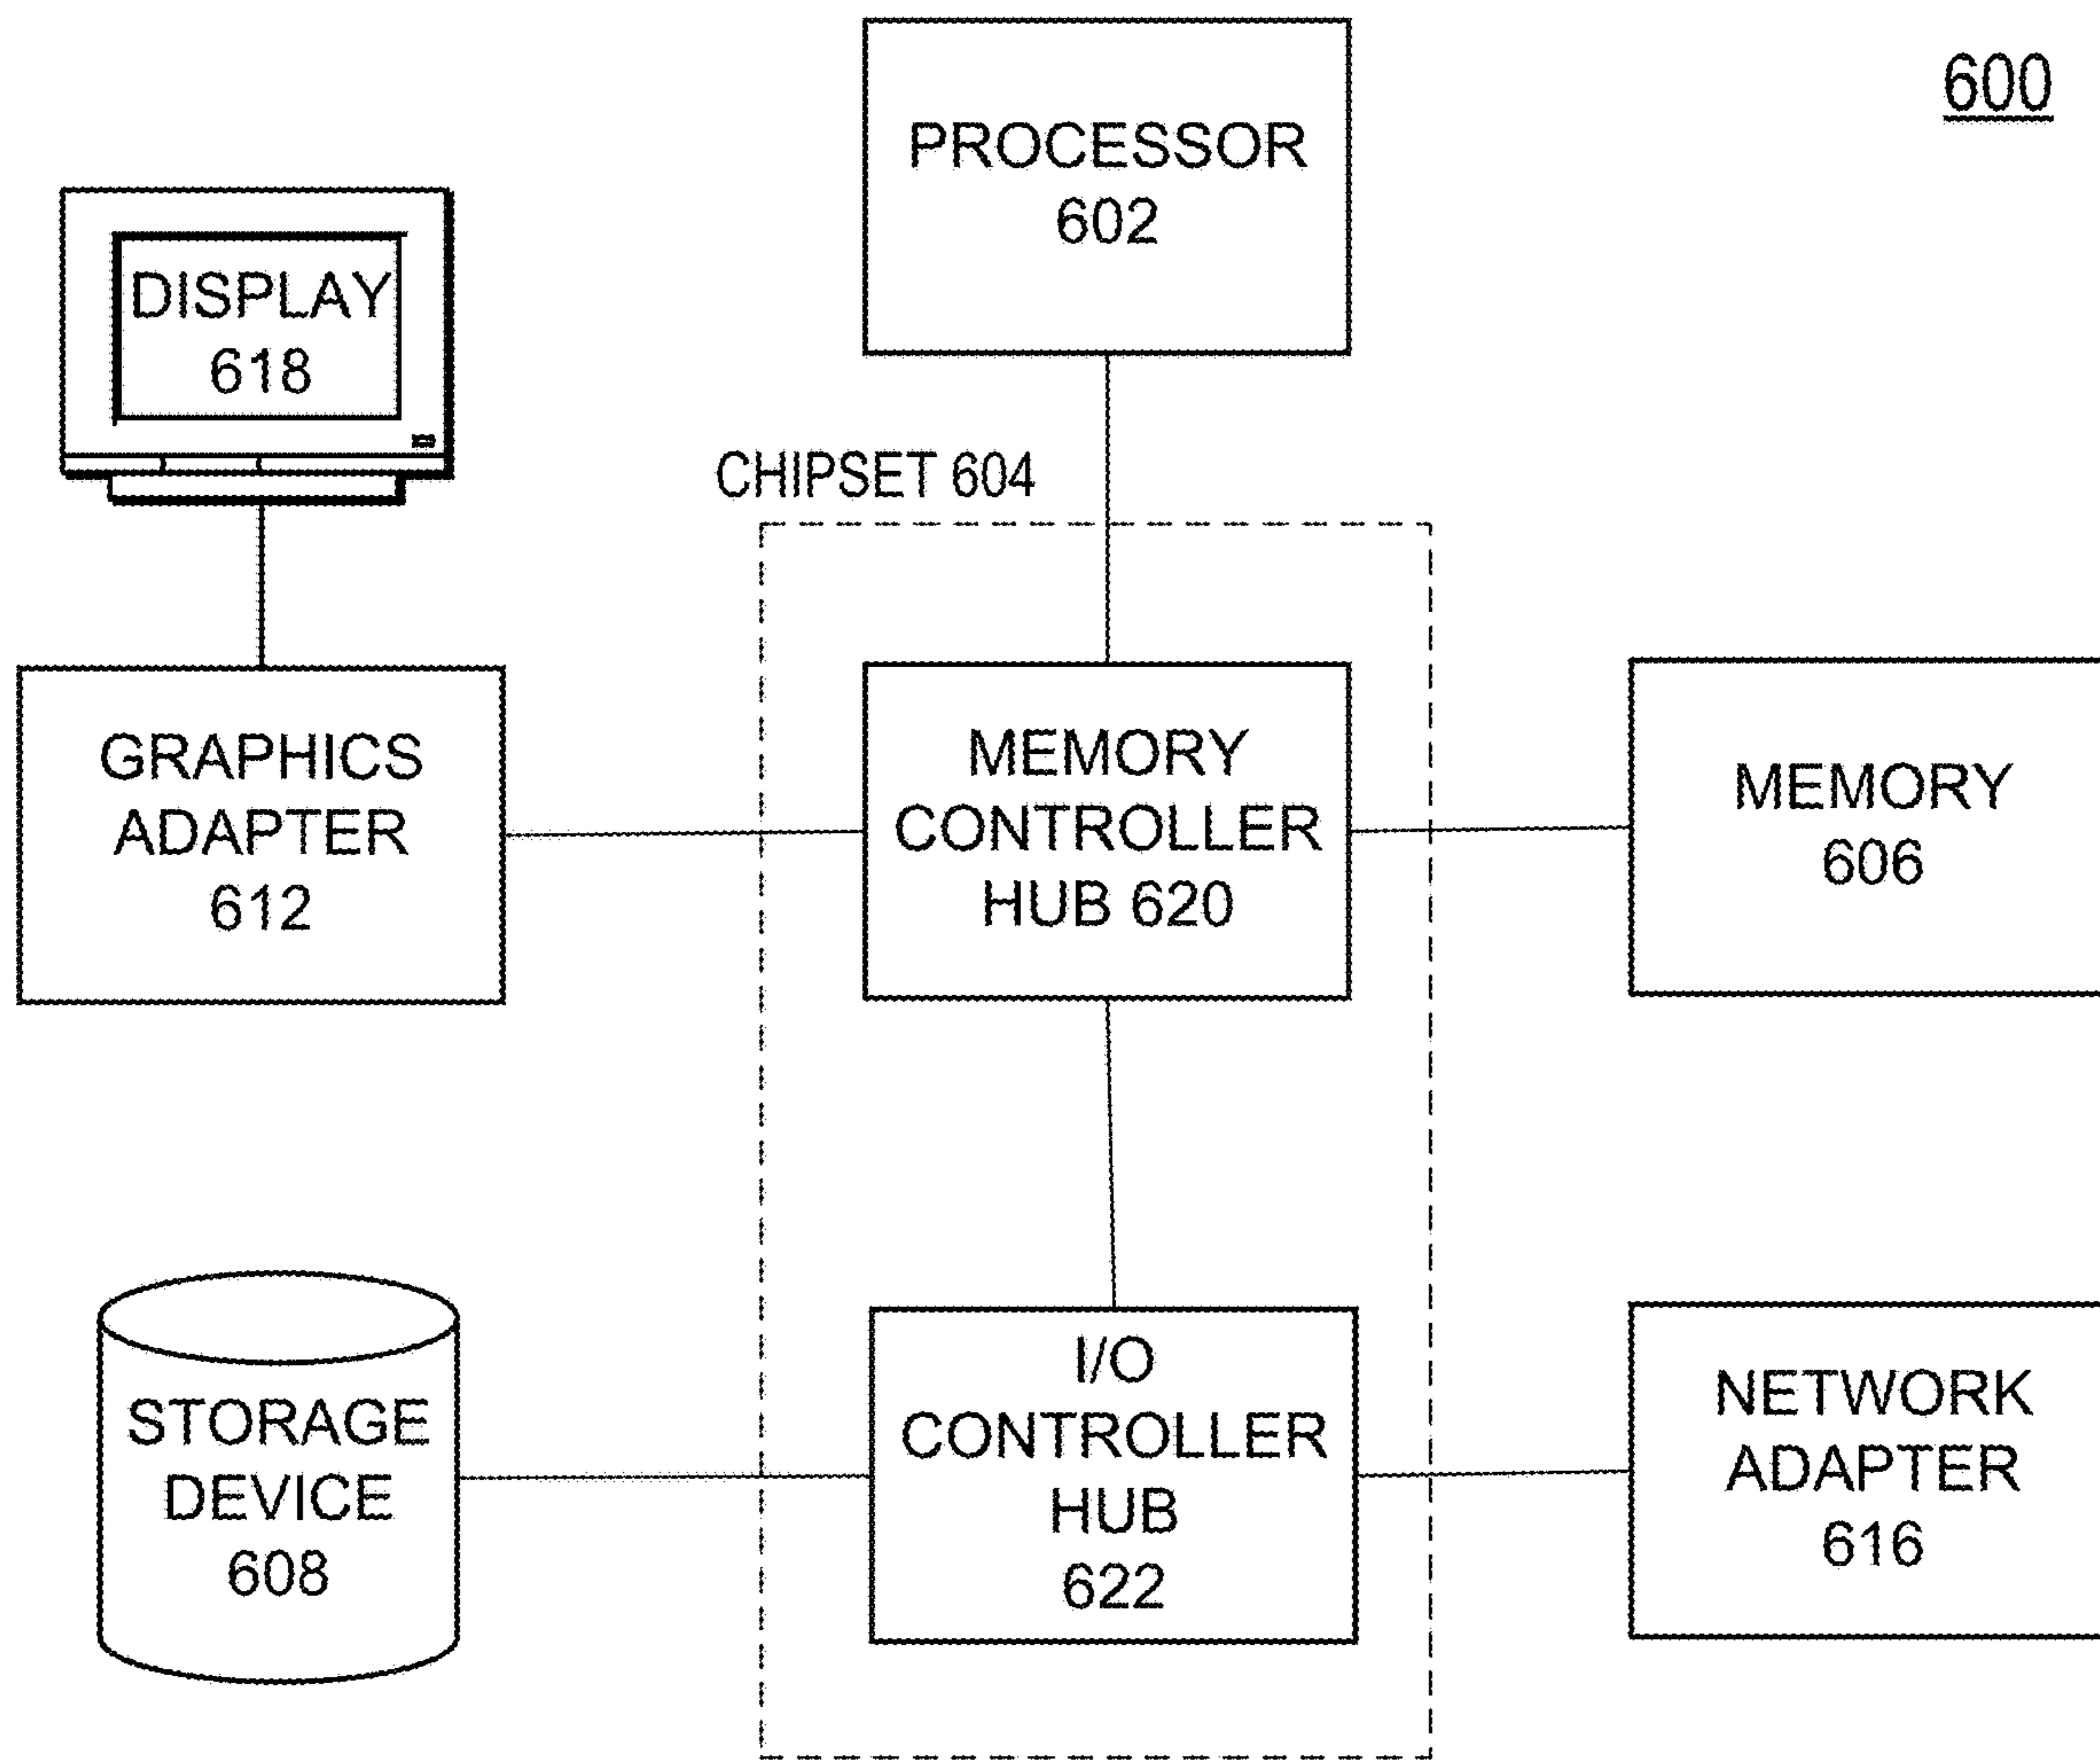 600
PROCESSOR
602
DISPLAY
618
CHIPSET 604
GRAPHICS
ADAPTER
612
MEMORY
CONTROLLER
HUB 620
MEMORY
606
STORAGE
DEVICE
608
I/O
CONTROLLER
HUB
622
NETWORK
ADAPTER
616